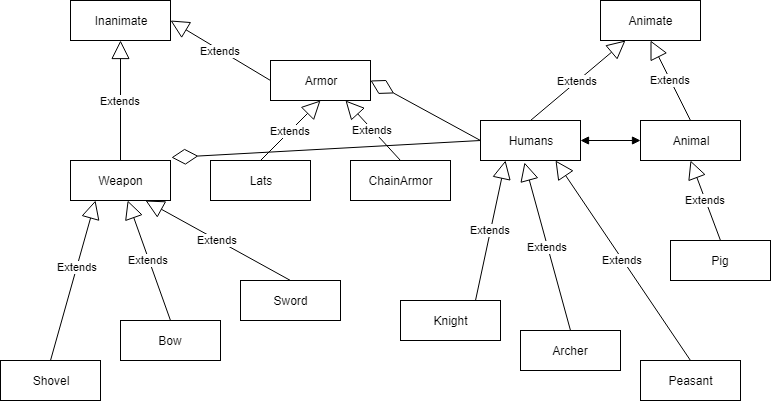 Inanimate
Animate
Extends
Armor
Extends
Extends
Extends
Extends
Extends
Humans
Animal
Weapon
Lats
ChainArmor
Extends
Extends
Extends
Extends
Extends
Pig
Extends
Extends
Extends
Sword
Knight
Bow
Archer
Shovel
Peasant